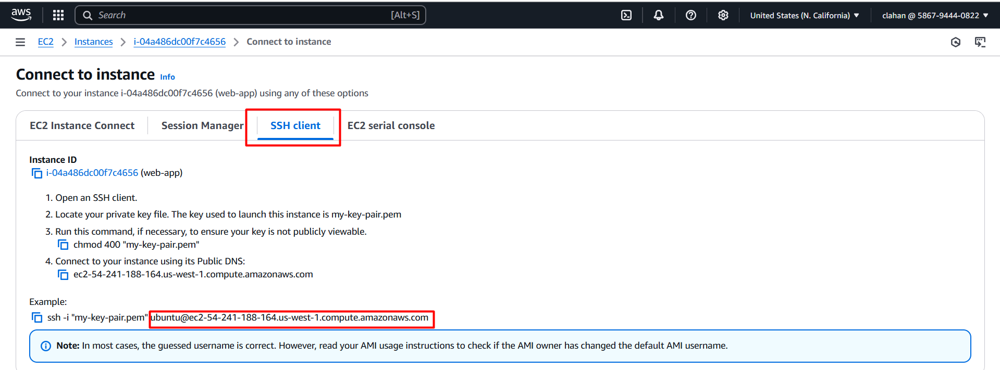 aws
Search [Alt+S]
United States (N. California)
clahan @ 5867-9444-0822
EC2 Instances i-04a486dc00f7c4656 Connect to instance
Connect to instance Info
Connect to your instance i-04a486dc00f7c4656 (web-app) using any of these options
EC2 Instance Connect Session Manager SSH client EC2 serial console
Instance ID
i-04a486dc00f7c4656 (web-app)
1. Open an SSH client.
2. Locate your private key file. The key used to launch this instance is my-key-pair.pem
3. Run this command, if necessary, to ensure your key is not publicly viewable.
chmod 400 "my-key-pair.pem"
4. Connect to your instance using its Public DNS:
ec2-54-241-188-164.us-west-1.compute.amazonaws.com
Example:
ssh -i "my-key-pair.pem" ubuntu@ec2-54-241-188-164.us-west-1.compute.amazonaws.com
Note: In most cases, the guessed username is correct. However, read your AMI usage instructions to check if the AMI owner has changed the default AMI username.